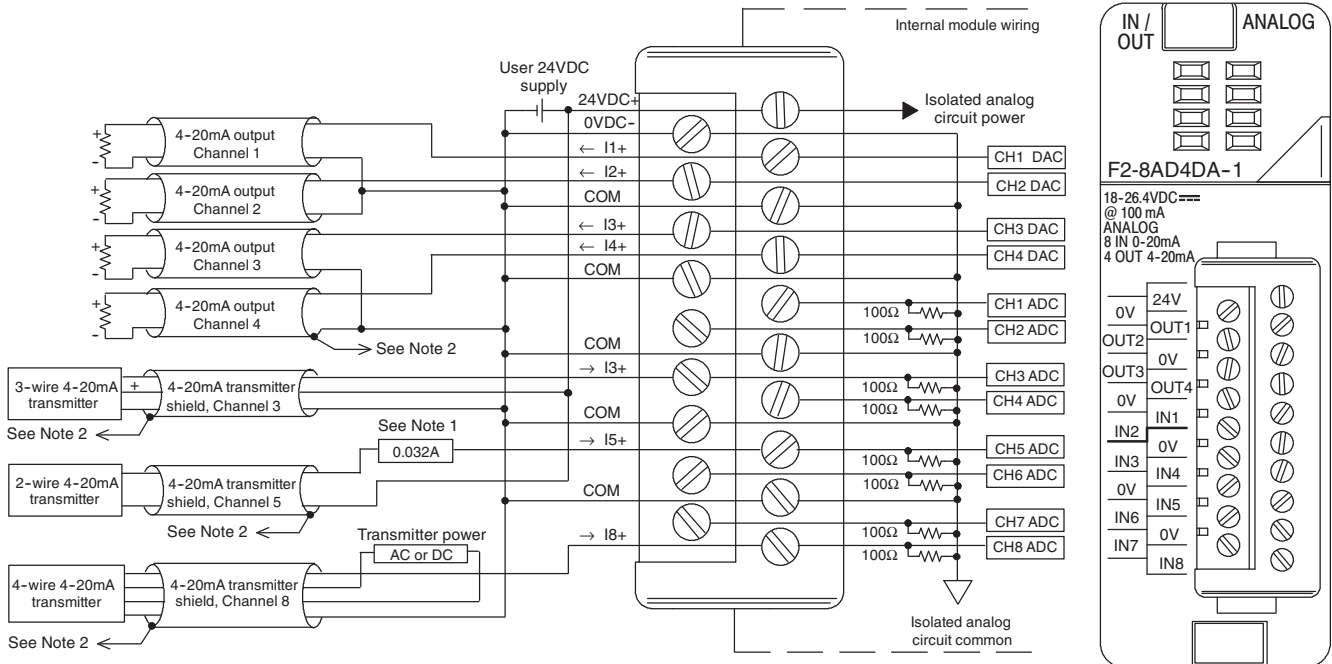 Internal module wiring
User 24VDC
supply
24VDC+
0VDC-
Isolated analog
circuit power
+
-
4-20mA output
Channel 1
← I1+
CH1 DAC
← I2+
CH2 DAC
+
-
4-20mA output
Channel 2
COM
+
-
4-20mA output
Channel 3
← I3+
CH3 DAC
← I4+
CH4 DAC
COM
+
-
4-20mA output
Channel 4
See Note 2
100Ω
CH1 ADC
100Ω
CH2 ADC
COM
3-wire 4-20mA
transmitter
+
4-20mA transmitter
shield, Channel 3
→ I3+
100Ω
CH3 ADC
100Ω
CH4 ADC
See Note 2
COM
See Note 1
0.032A
→ I5+
100Ω
CH5 ADC
2-wire 4-20mA
transmitter
4-20mA transmitter
shield, Channel 5
100Ω
CH6 ADC
COM
See Note 2
Transmitter power
AC or DC
100Ω
CH7 ADC
→ I8+
100Ω
CH8 ADC
4-wire 4-20mA
transmitter
4-20mA transmitter
shield, Channel 8
See Note 2
Isolated analog
circuit common
IN /
OUT
ANALOG
F2-8AD4DA-1
18-26.4VDC
@ 100 mA
ANALOG
8 IN 0-20mA
4 OUT 4-20mA
24V
0V
OUT1
OUT2
0V
OUT3
OUT4
0V
IN1
IN2
0V
IN3
IN4
0V
IN5
IN6
0V
IN7
IN8